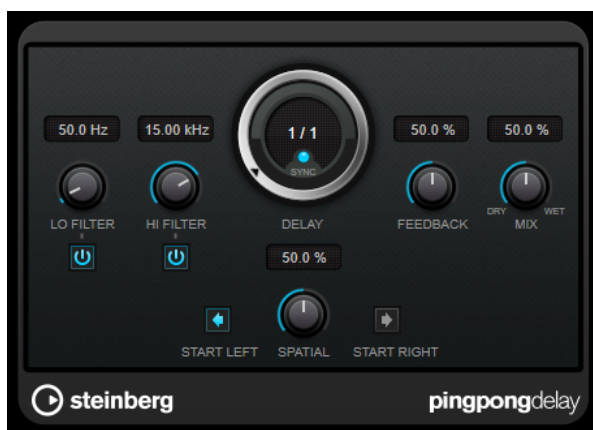 50.0 Hz 15.00 kHz 1 / 1 50.0 % 50.0 %
SYNC
DRY WET
LO FILTER HI FILTER DELAY FEEDBACK MIX
50.0 %
START LEFT SPATIAL START RIGHT
steinberg pingpongdelay